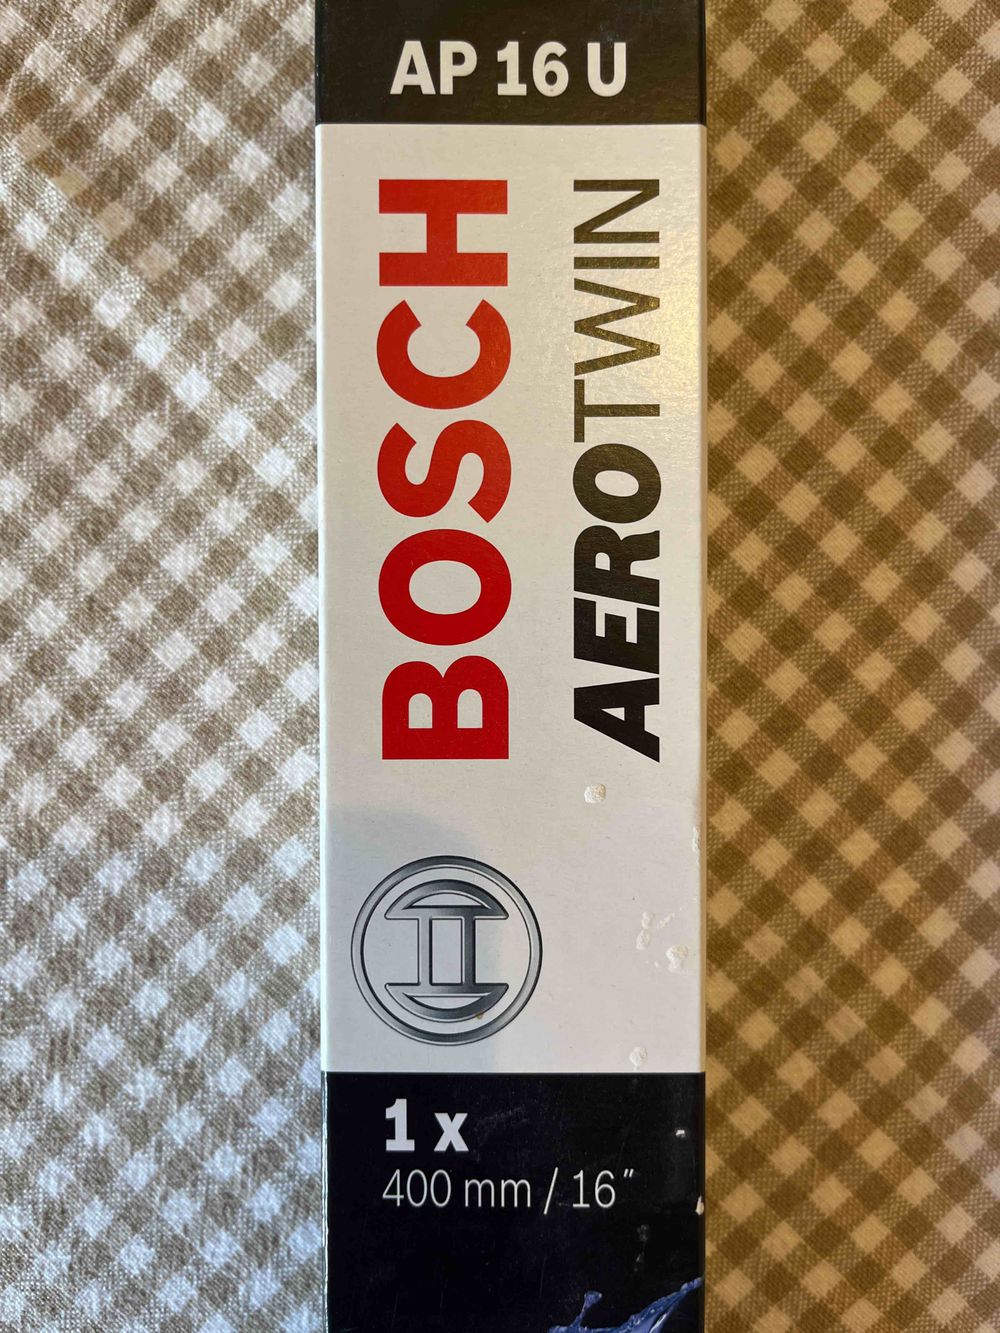 AP 16 U
BOSCH
AEROTWIN
1 x
400 mm / 16"